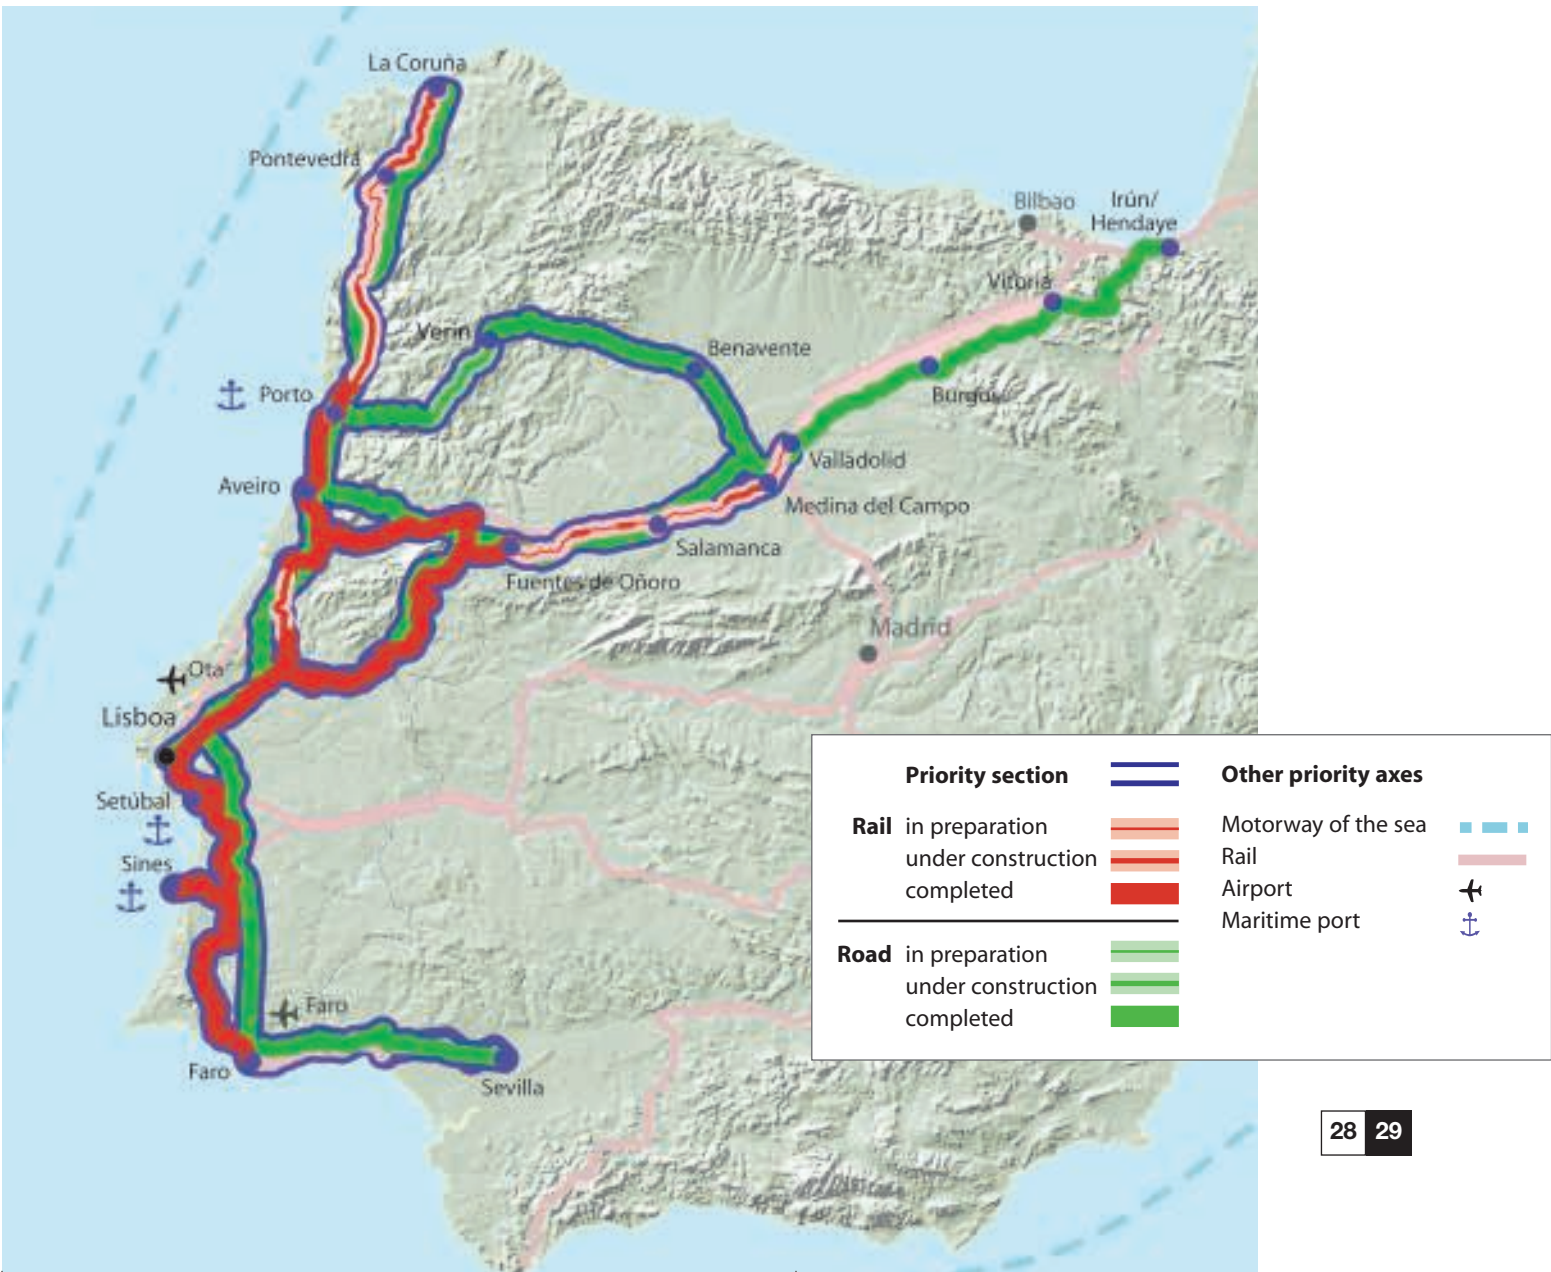 La Coruña
Pontevedra
Bilbao
Irún/
Hendaye
Vitoria
Verin
Benavente
Porto
Burgos
Aveiro
Valladolid
Medina del Campo
Salamanca
Fuentes de Oñoro
Madrid
Ota
Lisboa
Setúbal
Sines
Faro
Faro
Sevilla
Priority section
Rail in preparation
under construction
completed
Road in preparation
under construction
completed
Other priority axes
Motorway of the sea
Rail
Airport
Maritime port
28 29